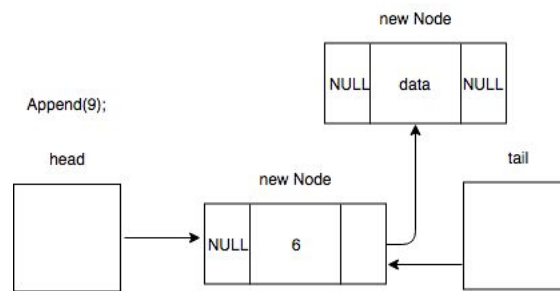 new Node
NULL data NULL
Append(9);
head
tail
new Node
NULL 6